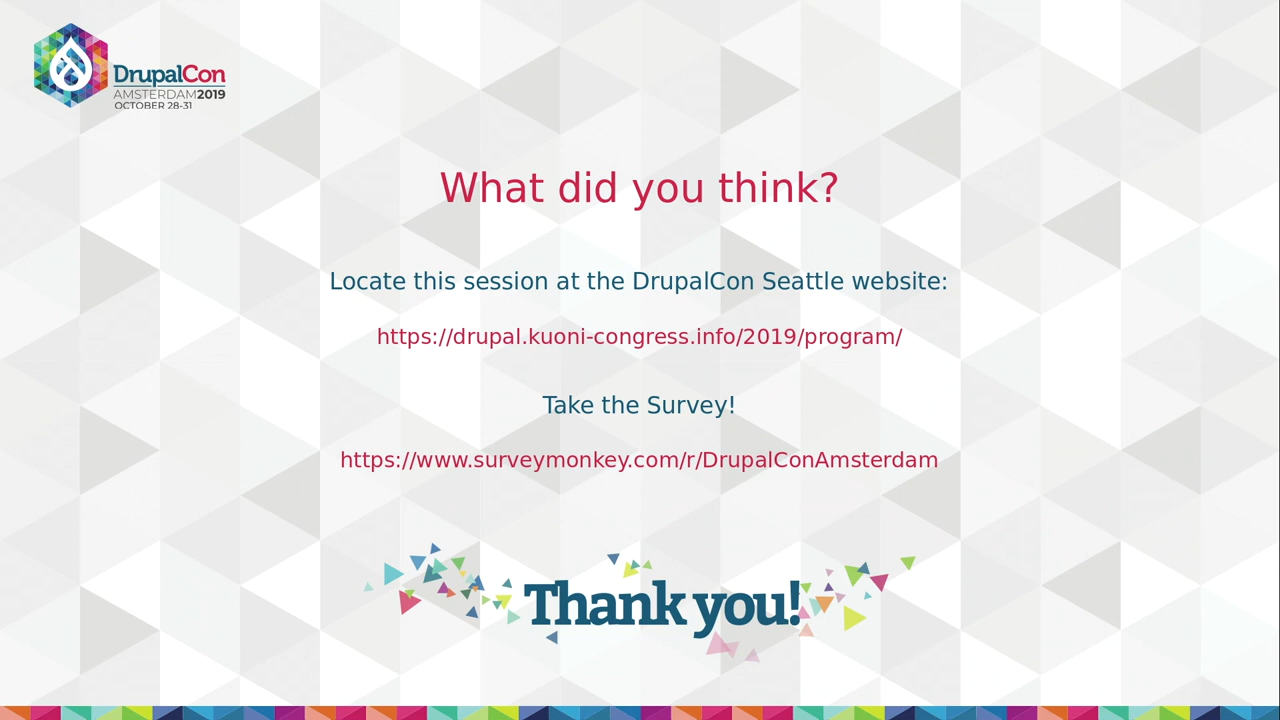 DrupalCon
AMSTERDAM2019
OCTOBER 28-31
What did you think?
Locate this session at the DrupalCon Seattle website:
https://drupal.kuoni-congress.info/2019/program/
Take the Survey!
https://www.surveymonkey.com/r/DrupalConAmsterdam
Thank you!